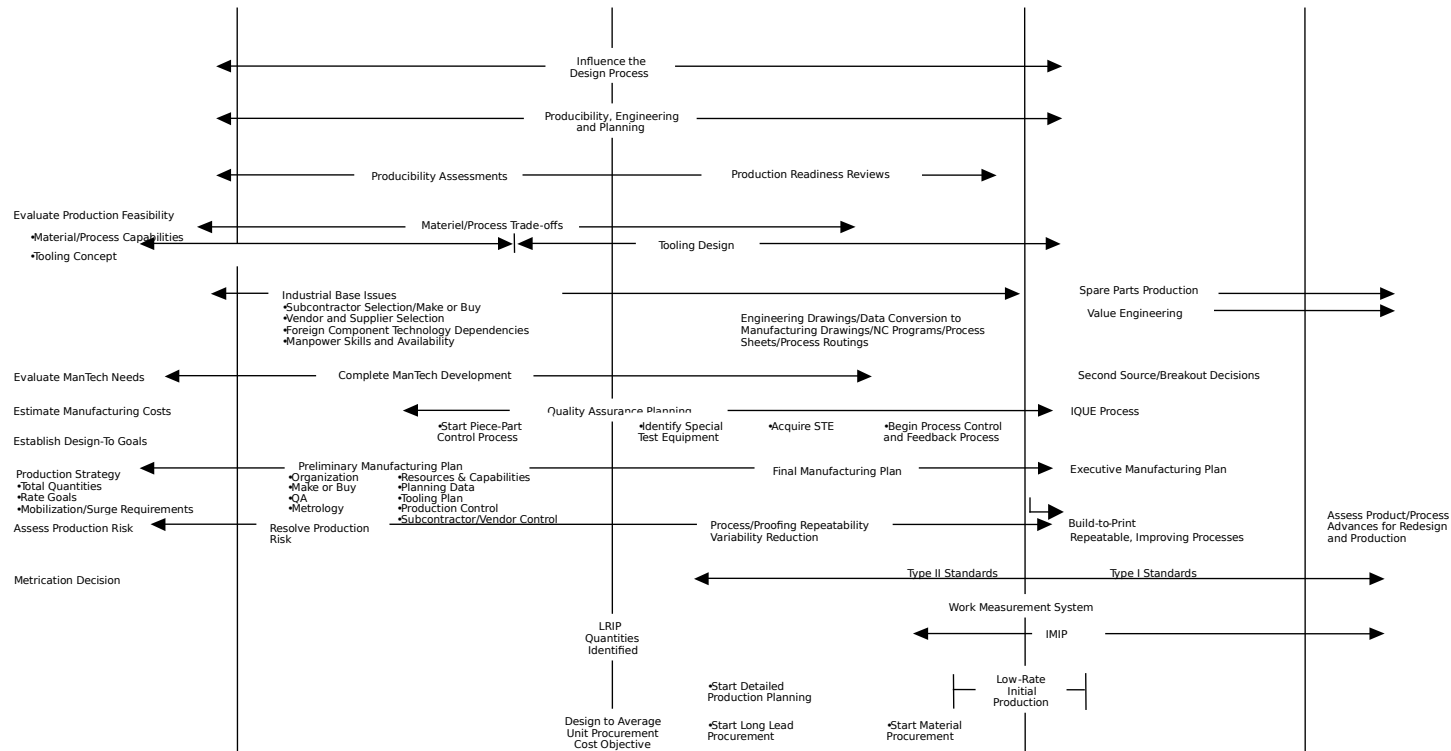 Influence the
Design Process
Producibility, Engineering
and Planning
Producibility Assessments
Production Readiness Reviews
Evaluate Production Feasibility
•Material/Process Capabilities
•Tooling Concept
Materiel/Process Trade-offs
Tooling Design
Industrial Base Issues
•Subcontractor Selection/Make or Buy
•Vendor and Supplier Selection
•Foreign Component Technology Dependencies
•Manpower Skills and Availability
Engineering Drawings/Data Conversion to
Manufacturing Drawings/NC Programs/Process
Sheets/Process Routings
Spare Parts Production
Value Engineering
Evaluate ManTech Needs
Complete ManTech Development
Second Source/Breakout Decisions
Estimate Manufacturing Costs
Quality Assurance Planning
IQUE Process
•Start Piece-Part
Control Process
•Identify Special
Test Equipment
•Acquire STE
•Begin Process Control
and Feedback Process
Establish Design-To Goals
Production Strategy
•Total Quantities
•Rate Goals
•Mobilization/Surge Requirements
Preliminary Manufacturing Plan
•Organization
•Make or Buy
•QA
•Metrology
•Resources & Capabilities
•Planning Data
•Tooling Plan
•Production Control
•Subcontractor/Vendor Control
Final Manufacturing Plan
Executive Manufacturing Plan
Assess Production Risk
Resolve Production
Risk
Process/Proofing Repeatability
Variability Reduction
Build-to-Print
Repeatable, Improving Processes
Assess Product/Process
Advances for Redesign
and Production
Metrication Decision
Type II Standards
Type I Standards
Work Measurement System
IMIP
LRIP
Quantities
Identified
•Start Detailed
Production Planning
Low-Rate
Initial
Production
Design to Average
Unit Procurement
Cost Objective
•Start Long Lead
Procurement
•Start Material
Procurement